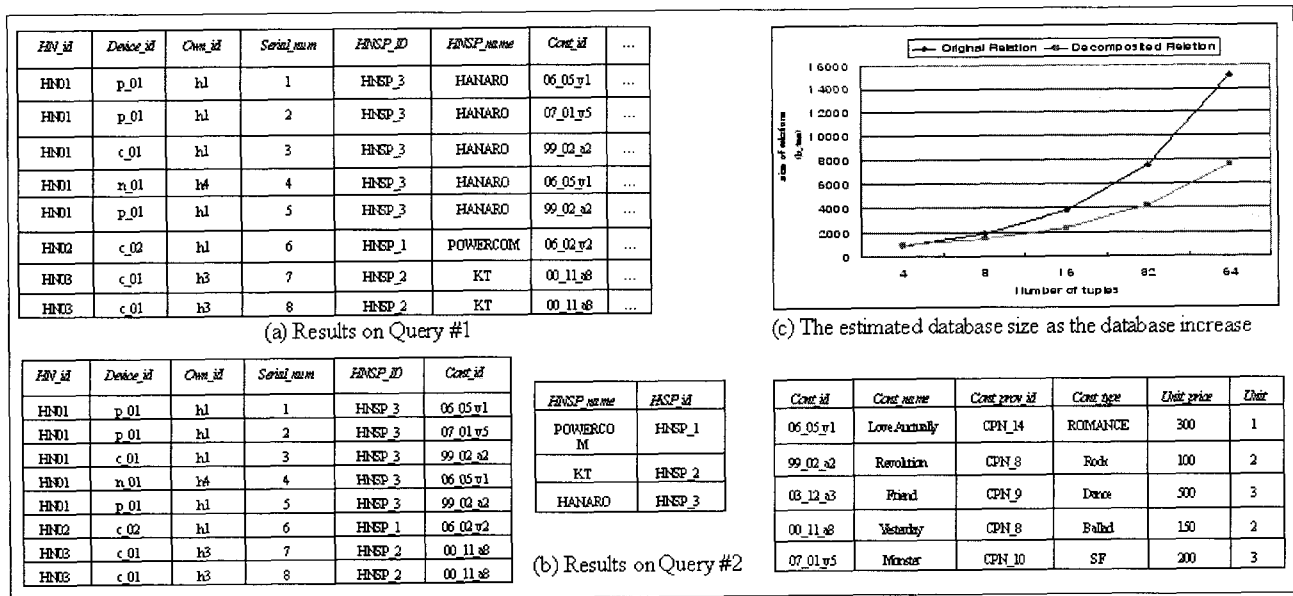 HN_id Device_id Own_id Serial_num HNSP_ID HNSP_name Cont_id ...
HN01 p_01 h1 1 HNSP_3 HANARO 06_05_v1 ...
HN01 p_01 h1 2 HNSP_3 HANARO 07_01_v5 ...
HN01 c_01 h1 3 HNSP_3 HANARO 99_02_a2 ...
HN01 n_01 h4 4 HNSP_3 HANARO 06_05_v1 ...
HN01 p_01 h1 5 HNSP_3 HANARO 99_02_a2 ...
HN02 c_02 h1 6 HNSP_1 POWERCOM 06_02_v2 ...
HN03 c_01 h3 7 HNSP_2 KT 00_11_a8 ...
HN03 c_01 h3 8 HNSP_2 KT 00_11_a8 ...
(a) Results on Query #1
Original Relation Decomposed Reletion
size of relation
16000
14000
12000
10000
8000
6000
4000
2000
0
4 8 16 32 64
Number of tuples
(c) The estimated database size as the database increase
HN_id Device_id Own_id Serial_num HNSP_ID Cont_id
HN01 p_01 h1 1 HNSP_3 06_05_v1
HN01 p_01 h1 2 HNSP_3 07_01_v5
HN01 c_01 h1 3 HNSP_3 99_02_a2
HN01 n_01 h4 4 HNSP_3 06_05_v1
HN01 p_01 h1 5 HNSP_3 99_02_a2
HN02 c_02 h1 6 HNSP_1 06_02_v2
HN03 c_01 h3 7 HNSP_2 00_11_a8
HN03 c_01 h3 8 HNSP_2 00_11_a8
HNSP_name HNSP_id
POWERCO
M HNSP_1
KT HNSP_2
HANARO HNSP_3
(b) Results on Query #2
Cont_id Cont_name Cont_prov_id Cont_type Unit_price Unit
06_05_v1 Love Auctually CPN_14 ROMANCE 300 1
99_02_a2 Revolution CPN_8 Rock 100 2
03_12_a3 Friend CPN_9 Dance 500 3
00_11_a8 Yesterday CPN_8 Ballad 150 2
07_01_v5 Monster CPN_10 SF 200 3